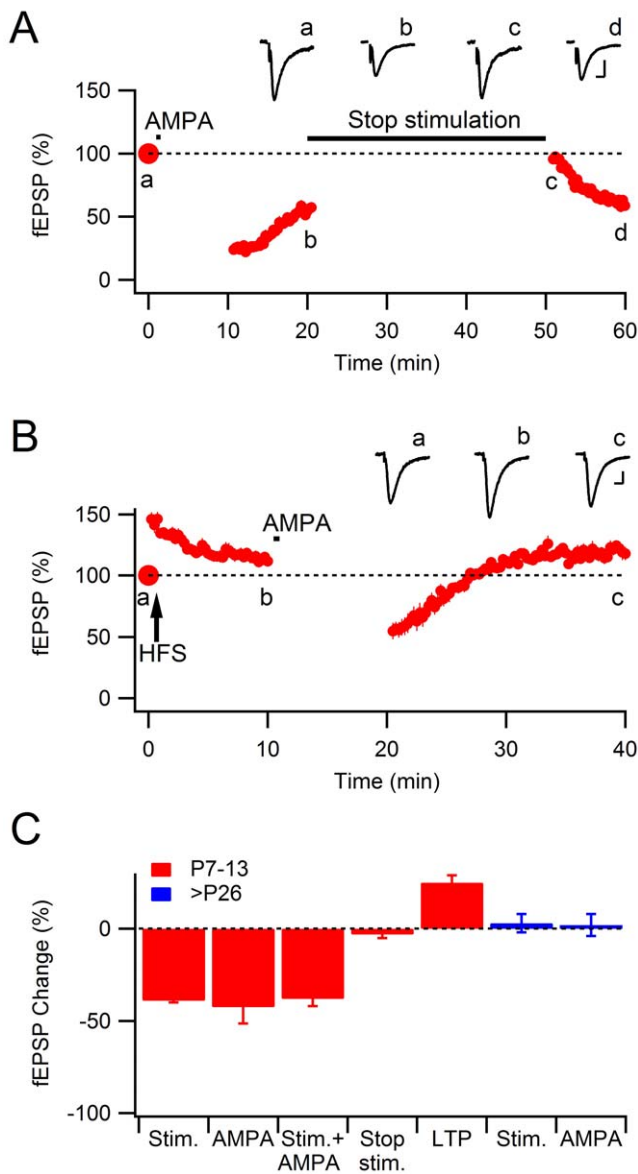 A
a b c d
150
AMPA
Stop stimulation
100
a
c
fEPSP (%)
50
b
d
0
0 10 20 30 40 50 60
Time (min)
B
a b c
150
AMPA
100
a
b
c
fEPSP (%)
50
HFS
0
0 10 20 30 40
Time (min)
C
P7-13
>P26
0
fEPSP Change (%)
-50
-100
Stim. AMPA Stim.+ Stop LTP Stim. AMPA
AMPA stim.